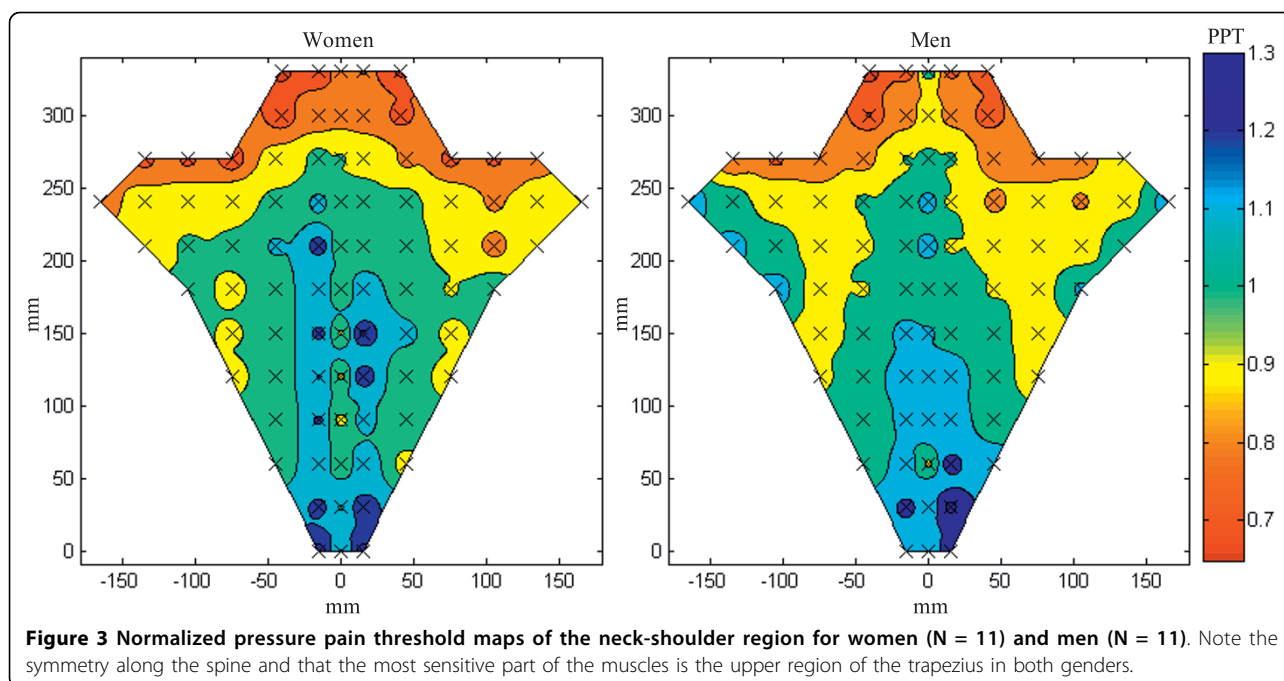 Women
Men
PPT
300
250
200
150
100
50
0
mm
-150 -100 -50 0 50 100 150
mm
300
250
200
150
100
50
0
mm
-150 -100 -50 0 50 100 150
mm
1.3
1.2
1.1
1
0.9
0.8
0.7
Figure 3 Normalized pressure pain threshold maps of the neck-shoulder region for women (N = 11) and men (N = 11). Note the
symmetry along the spine and that the most sensitive part of the muscles is the upper region of the trapezius in both genders.